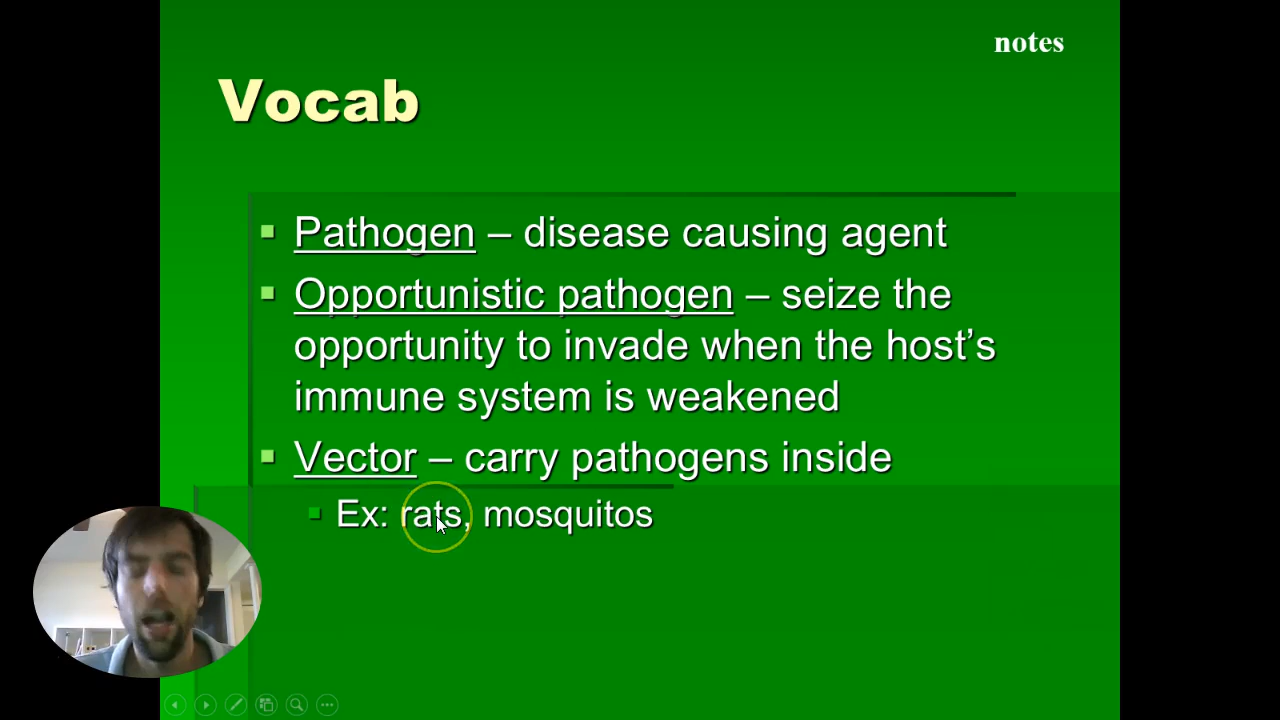 notes
Vocab
Pathogen – disease causing agent
Opportunistic pathogen – seize the
opportunity to invade when the host’s
immune system is weakened
Vector – carry pathogens inside
Ex: rats, mosquitos